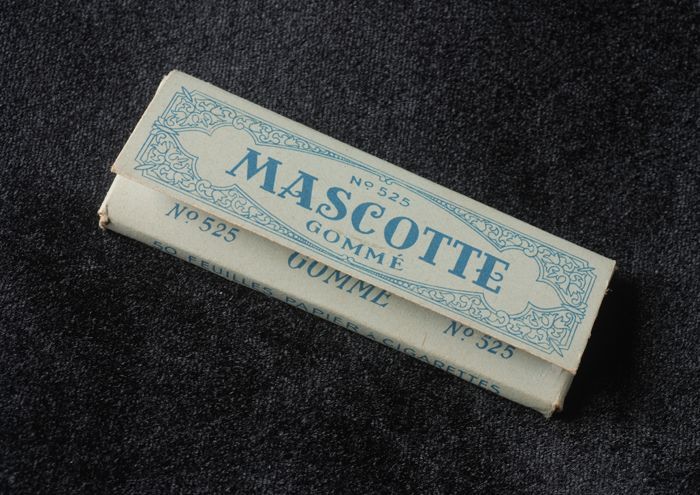 Nº 525
MASCOTTE
GOMMÉ
Nº 525
GOMMÉ
Nº 525
50 FEUILLES PAPIER A CIGARETTES